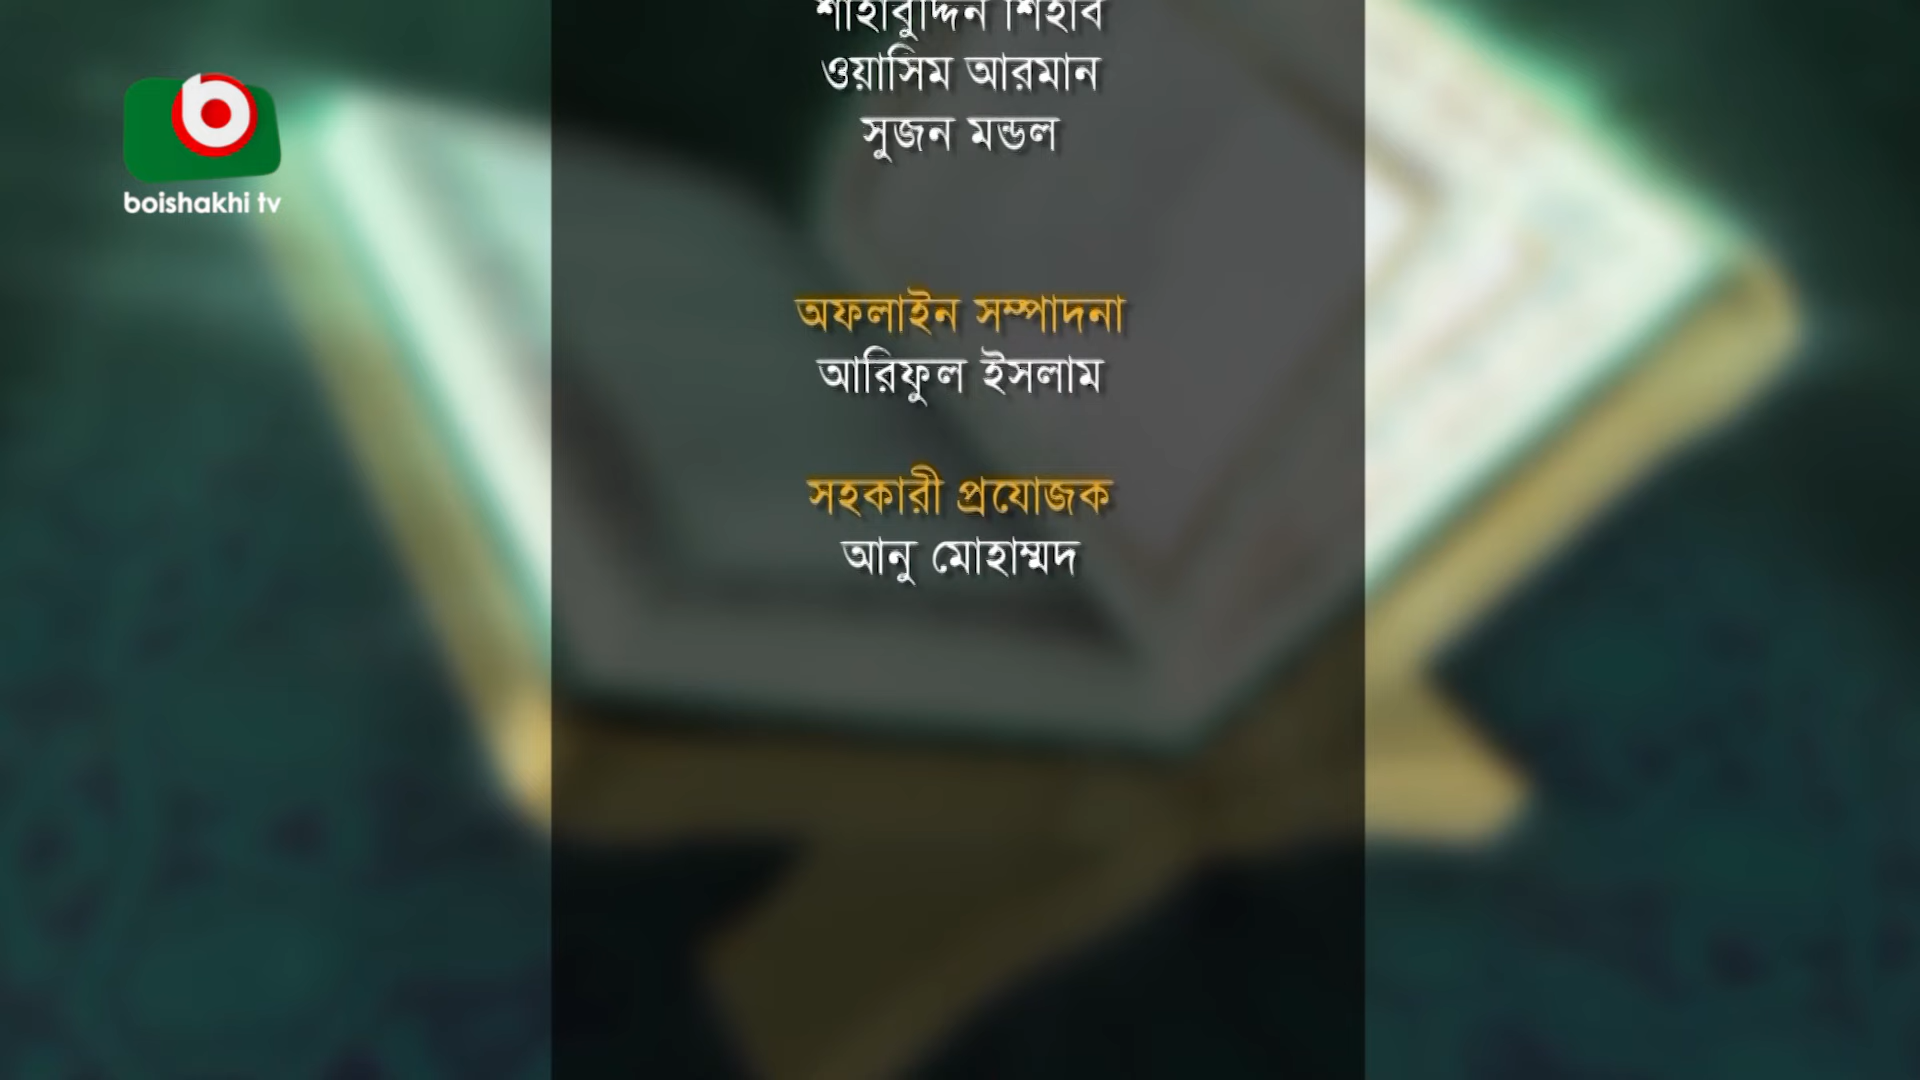 শাহাবুদ্দিন শিহাব
ওয়াসিম আরমান
সুজন মন্ডল
boishakhi tv
অফলাইন সম্পাদনা
আরিফুল ইসলাম
সহকারী প্রযোজক
আনু মোহাম্মদ